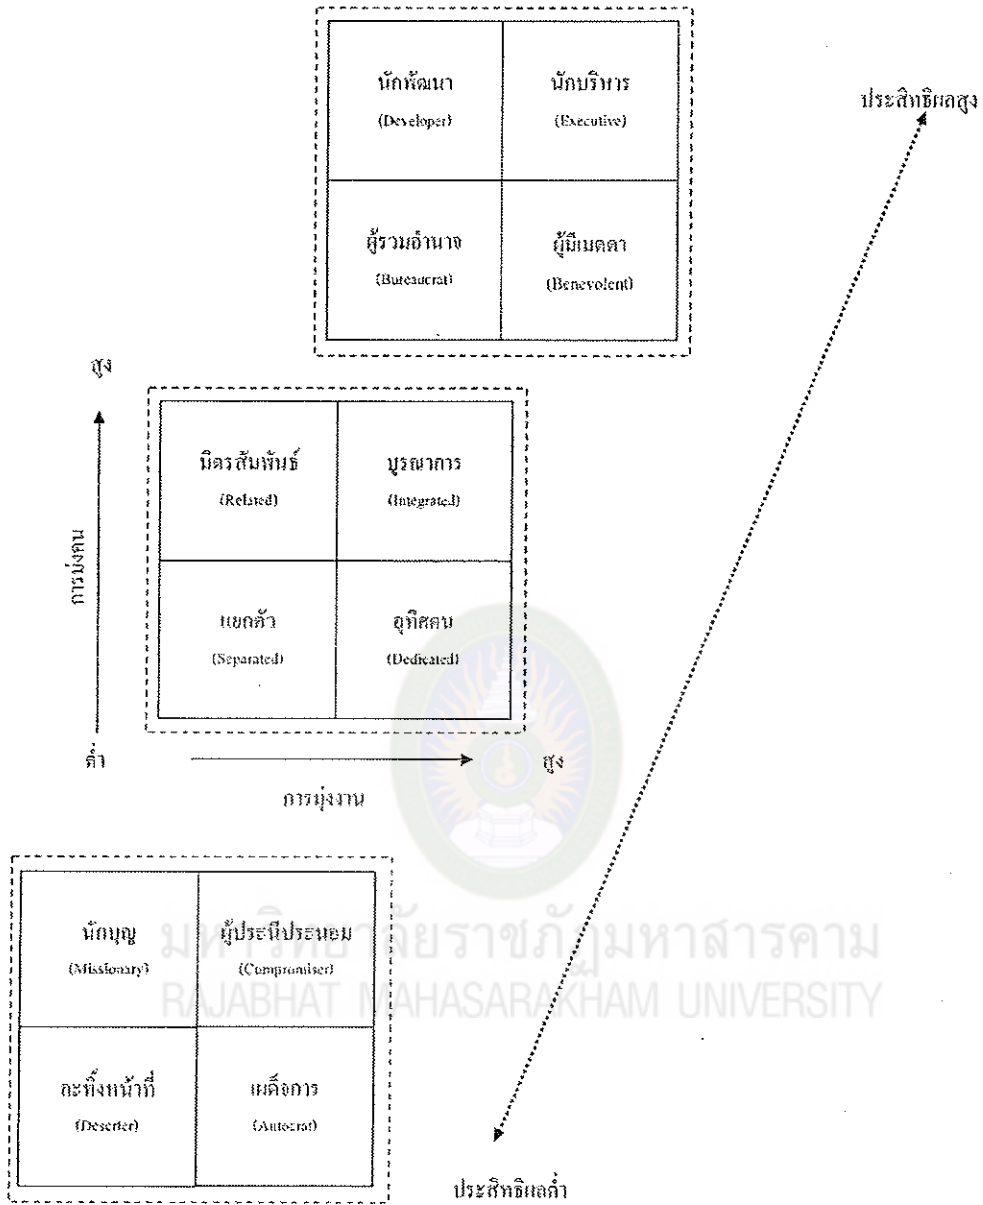 นักพัฒนา
(Developer)
นักบริหาร
(Executive)
ประสิทธิผลสูง
ผู้รวมอำนาจ
(Bureaucrat)
ผู้มีเมตตา
(Benevolent)
สูง
มิตรสัมพันธ์
(Related)
บูรณาการ
(Integrated)
การมุ่งคน
แยกตัว
(Separated)
อุทิศตน
(Dedicated)
ต่ำ
สูง
การมุ่งงาน
นักบุญ
(Missionary)
ผู้ประนีประนอม
(Compromiser)
มหาวิทยาลัยราชภัฏมหาสารคาม
RAJABHAT MAHASARAKHAM UNIVERSITY
ละทิ้งหน้าที่
(Deserter)
เผด็จการ
(Autocrat)
ประสิทธิผลต่ำ